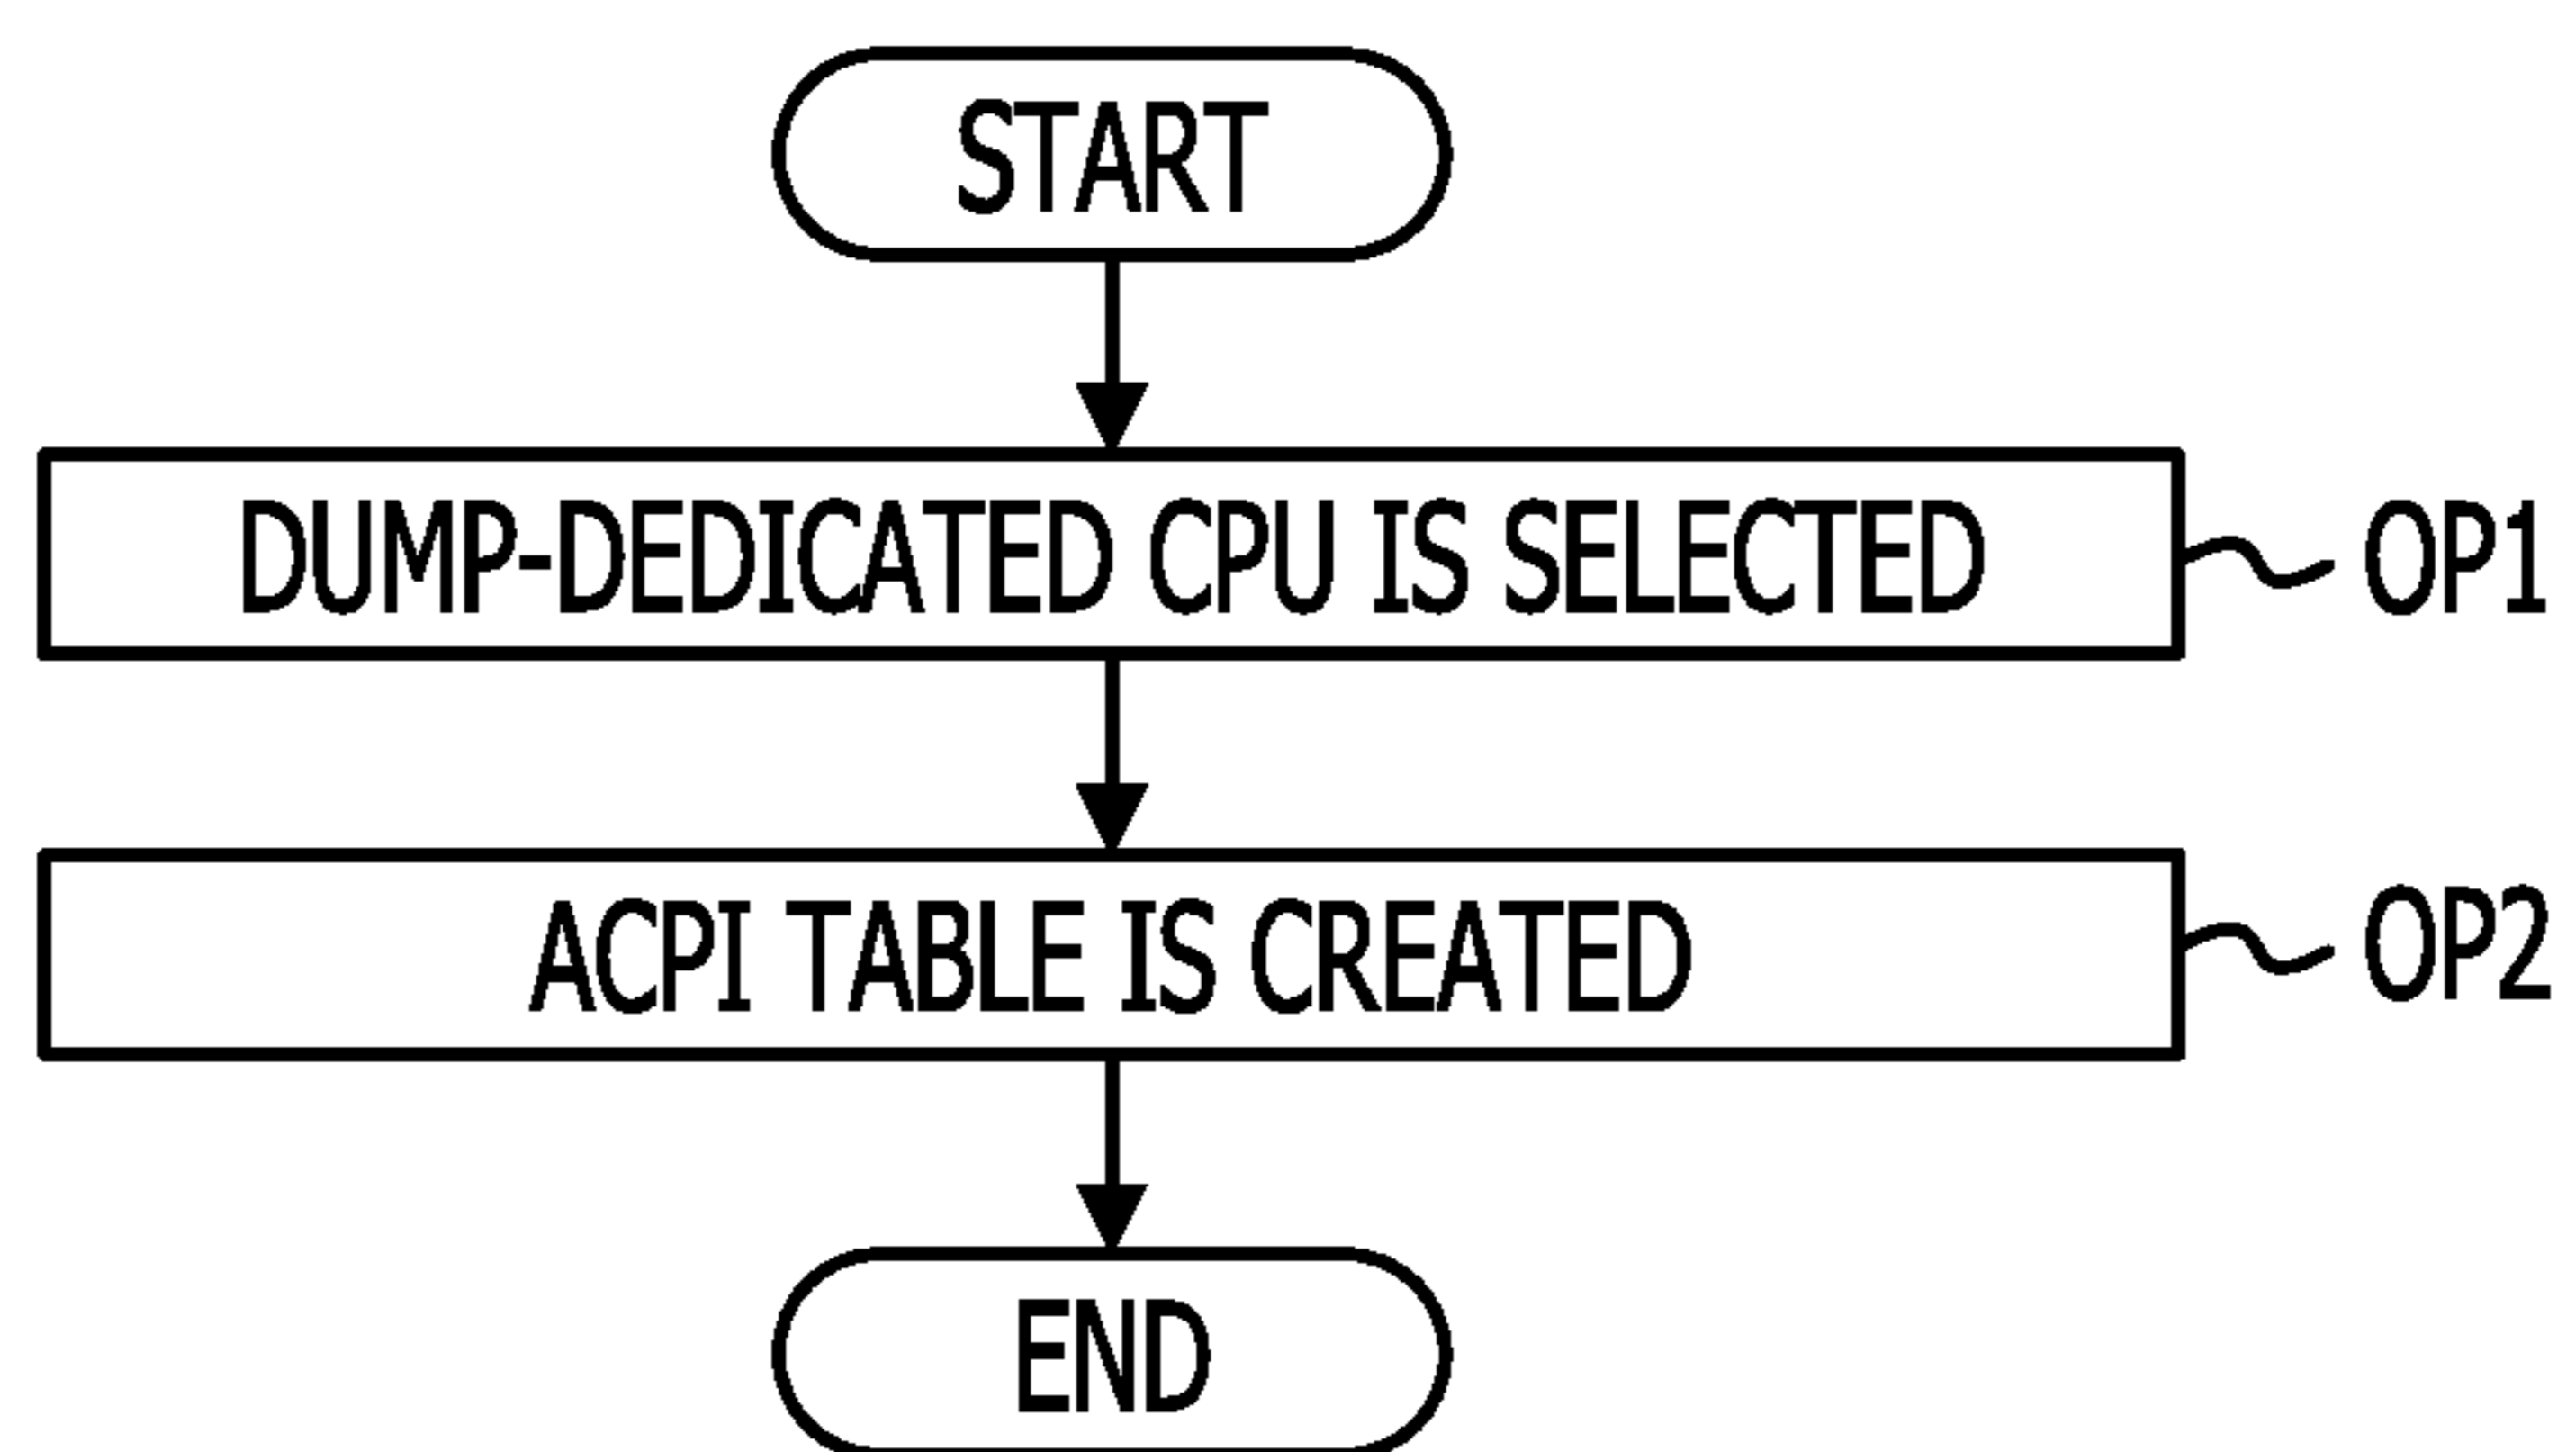 START
DUMP-DEDICATED CPU IS SELECTED
OP1
ACPI TABLE IS CREATED
OP2
END